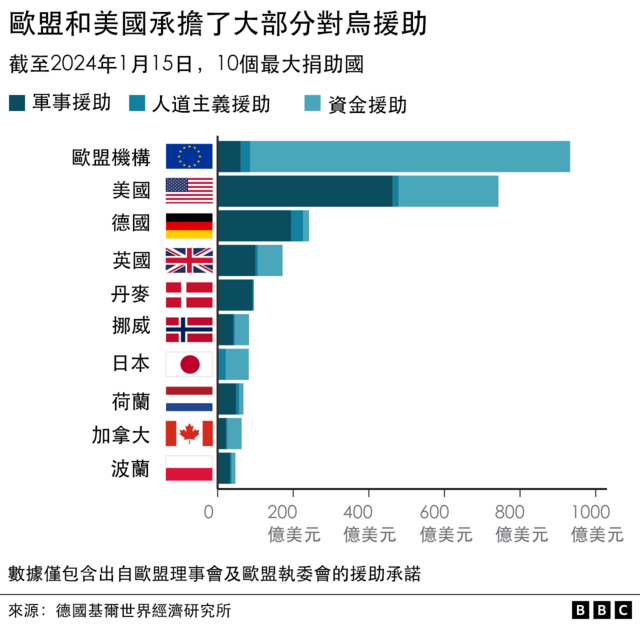 歐盟和美國承擔了大部分對烏援助
截至2024年1月15日，10個最大捐助國
軍事援助 人道主義援助 資金援助
歐盟機構
美國
德國
英國
丹麥
挪威
日本
荷蘭
加拿大
波蘭
0 200 400 600 800 1000
億美元 億美元 億美元 億美元 億美元
數據僅包含出自歐盟理事會及歐盟執委會的援助承諾
來源：德國基爾世界經濟研究所
BBC